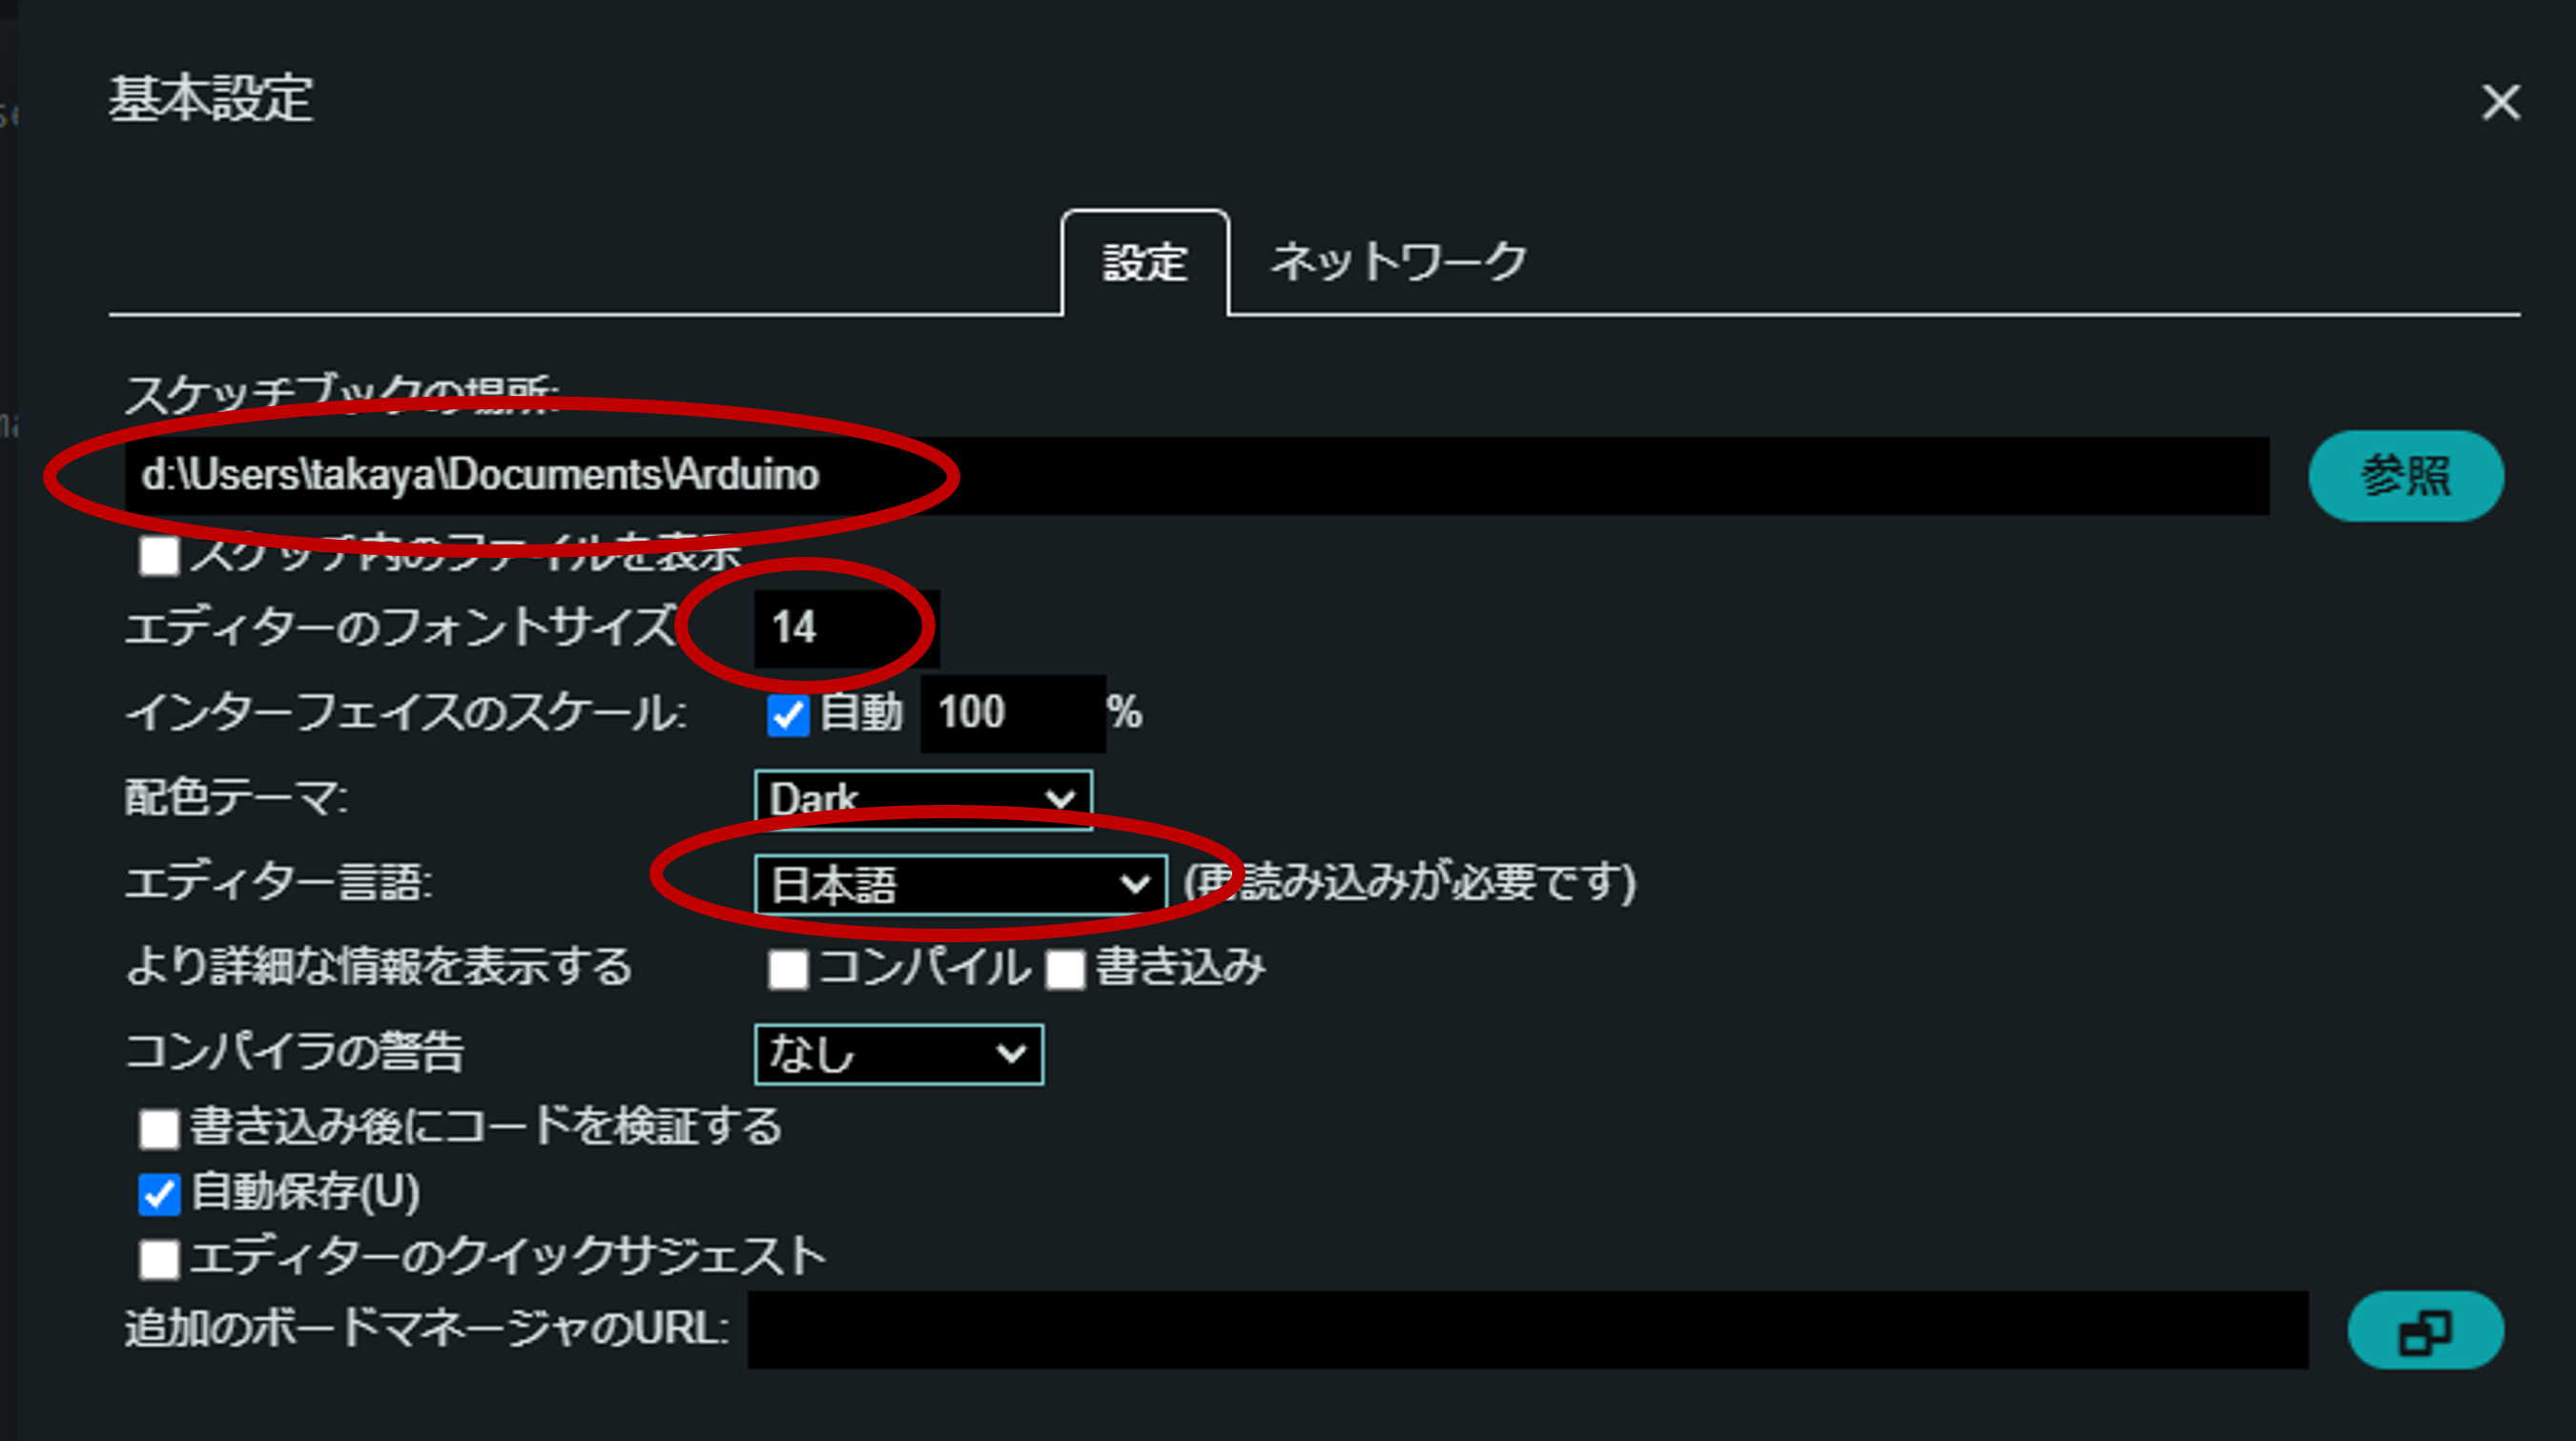 基本設定
設定 ネットワーク
スケッチブックの場所:
d:\Users\takaya\Documents\Arduino
参照
スケッチ内のファイルを表示
エディターのフォントサイズ
14
インターフェイスのスケール: 自動 100 %
配色テーマ: Dark
エディター言語: 日本語 (再読み込みが必要です)
より詳細な情報を表示する コンパイル 書き込み
コンパイラの警告 なし
書き込み後にコードを検証する
自動保存(U)
エディターのクイックサジェスト
追加のボードマネージャのURL: